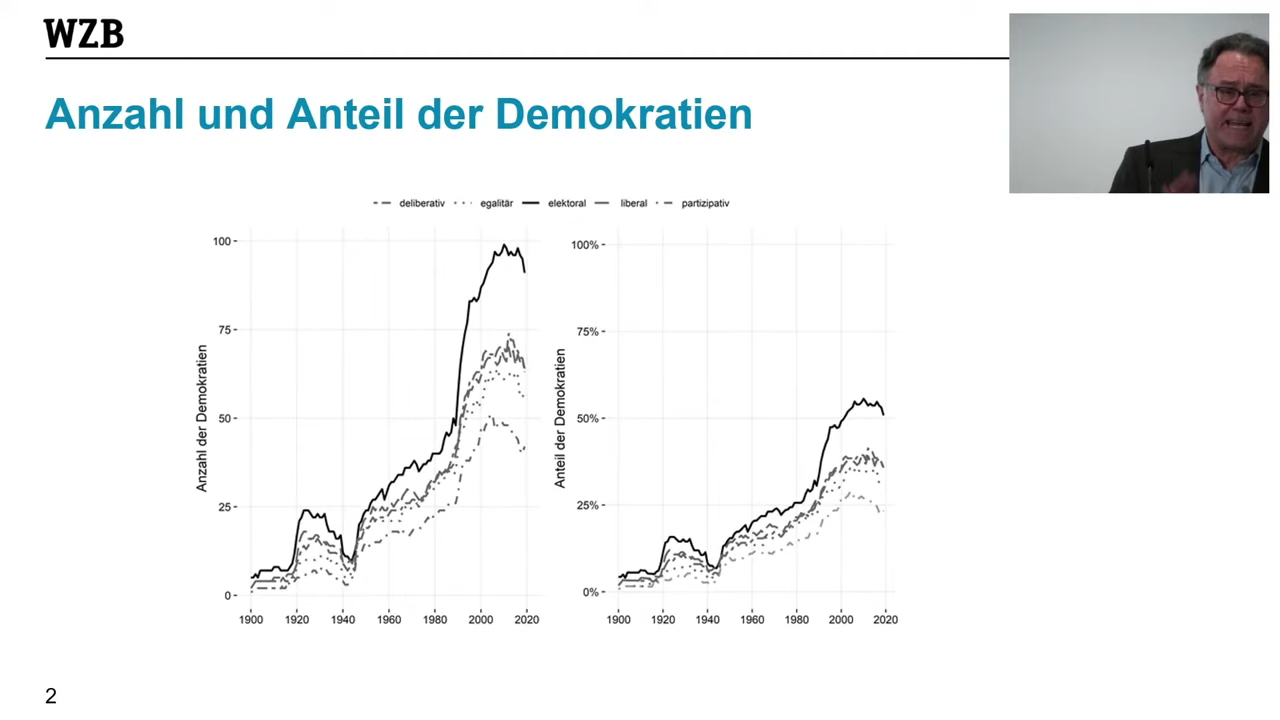 WZB
Anzahl und Anteil der Demokratien
deliberativ egalitär elektoral liberal partizipativ
Anzahl der Demokratien
100
75
50
25
0
1900 1920 1940 1960 1980 2000 2020
Anteil der Demokratien
100%
75%
50%
25%
0%
1900 1920 1940 1960 1980 2000 2020
2